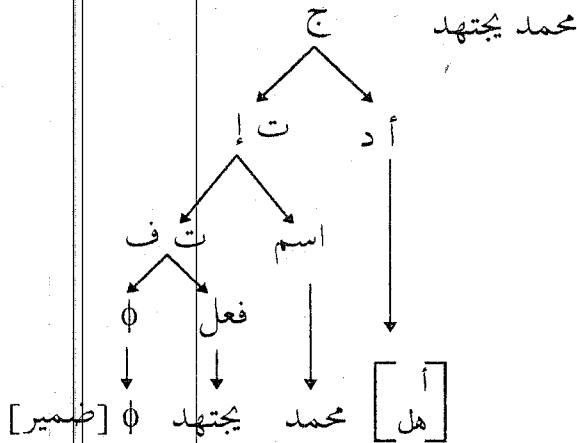 محمد يجتهد
ج
أ د ت إ
اسم ت ف
فعل ф
[أ هل] محمد يجتهد ф [ضمير]